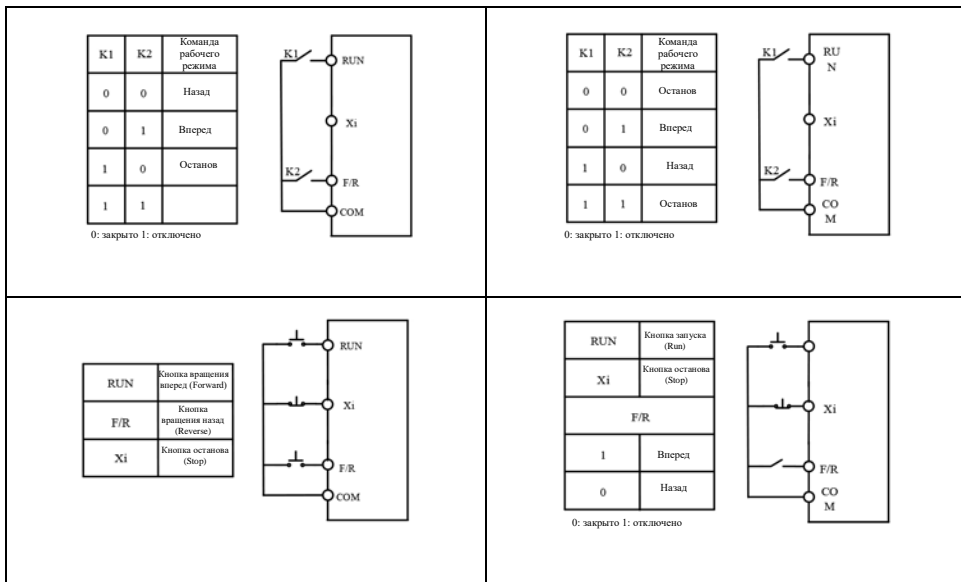 K1 K2 Команда
рабочего
режима
0 0 Назад
0 1 Вперед
1 0 Останов
1 1
0: закрыто 1: отключено
K1
RUN
Xi
K2
F/R
COM
K1 K2 Команда
рабочего
режима
0 0 Останов
0 1 Вперед
1 0 Назад
1 1 Останов
0: закрыто 1: отключено
K1
RU
N
Xi
K2
F/R
CO
M
RUN Кнопка вращения
вперед (Forward)
F/R Кнопка
вращения назад
(Reverse)
Xi Кнопка останова
(Stop)
RUN
Xi
F/R
COM
RUN Кнопка запуска
(Run)
Xi Кнопка останова
(Stop)
F/R
1 Вперед
0 Назад
0: закрыто 1: отключено
Xi
F/R
CO
M